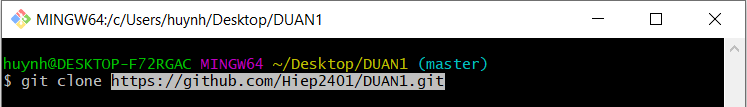 MINGW64:/c/Users/huynh/Desktop/DUAN1
huynh@DESKTOP-F72RGAC MINGW64 ~/Desktop/DUAN1 (master)
$ git clone https://github.com/Hiep2401/DUAN1.git